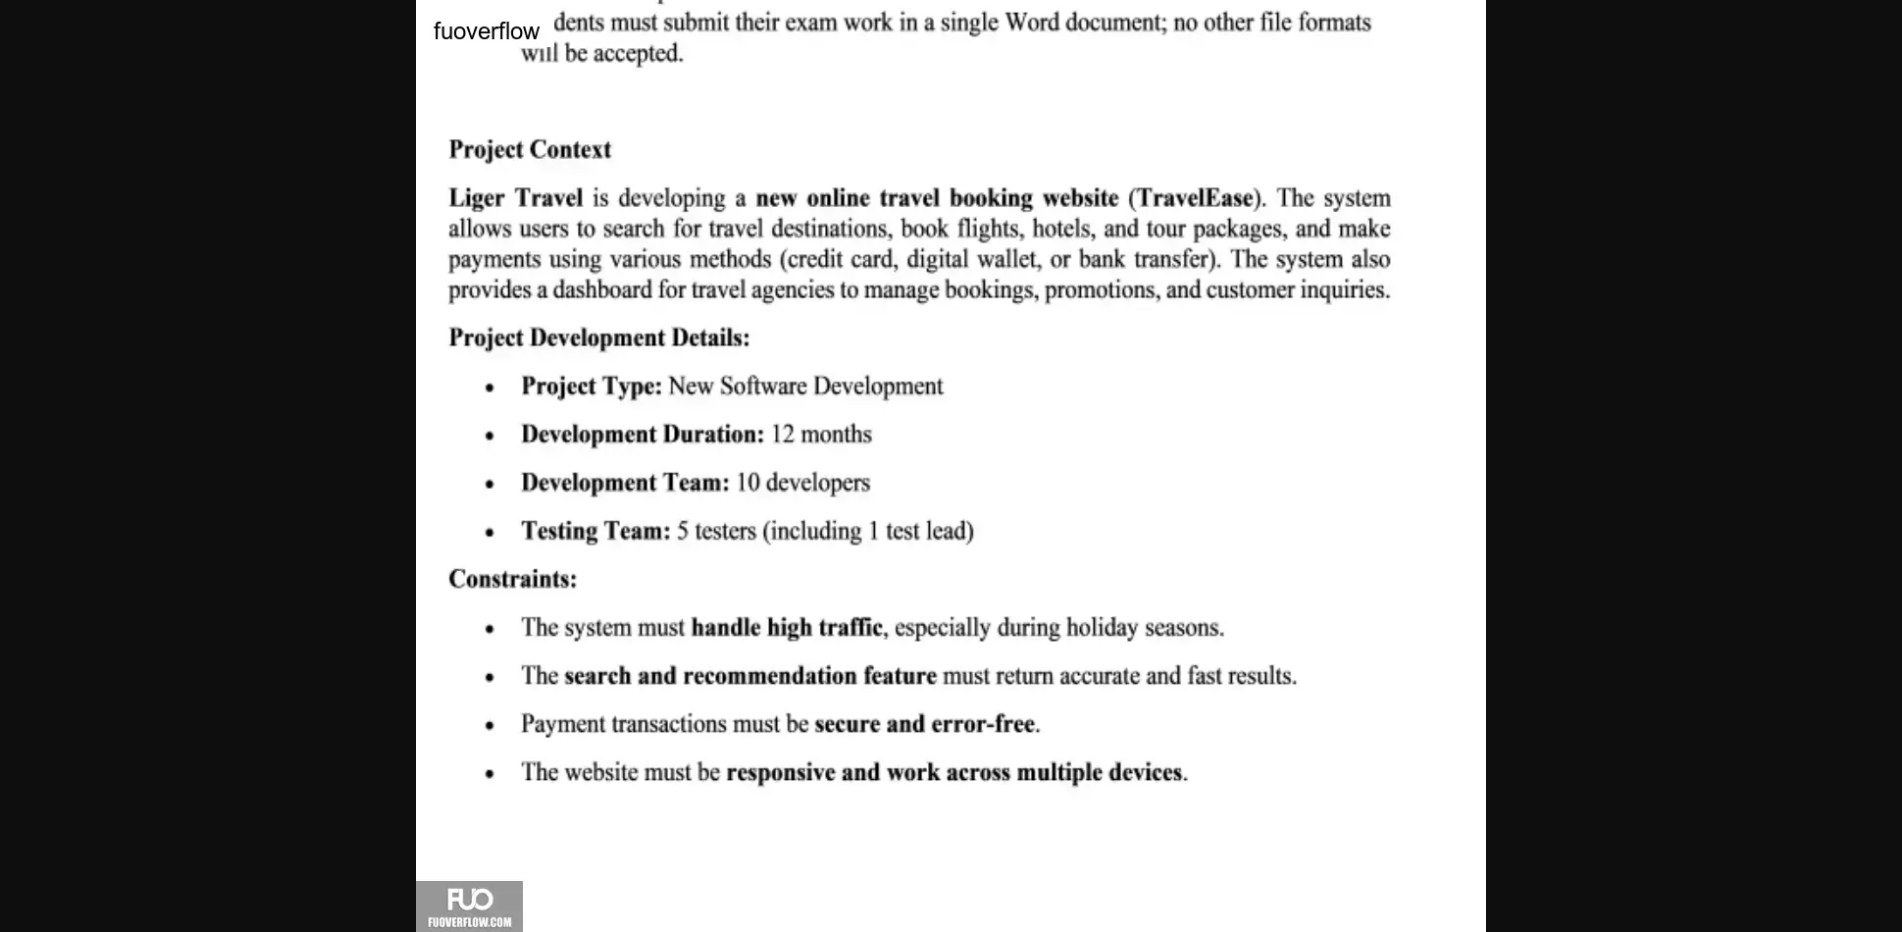 fuoverflow
dents must submit their exam work in a single Word document; no other file formats
will be accepted.
Project Context
Liger Travel is developing a new online travel booking website (TravelEase). The system
allows users to search for travel destinations, book flights, hotels, and tour packages, and make
payments using various methods (credit card, digital wallet, or bank transfer). The system also
provides a dashboard for travel agencies to manage bookings, promotions, and customer inquiries.
Project Development Details:
• Project Type: New Software Development
• Development Duration: 12 months
• Development Team: 10 developers
• Testing Team: 5 testers (including 1 test lead)
Constraints:
• The system must handle high traffic, especially during holiday seasons.
• The search and recommendation feature must return accurate and fast results.
• Payment transactions must be secure and error-free.
• The website must be responsive and work across multiple devices.
FUO
FUOVERFLOW.COM